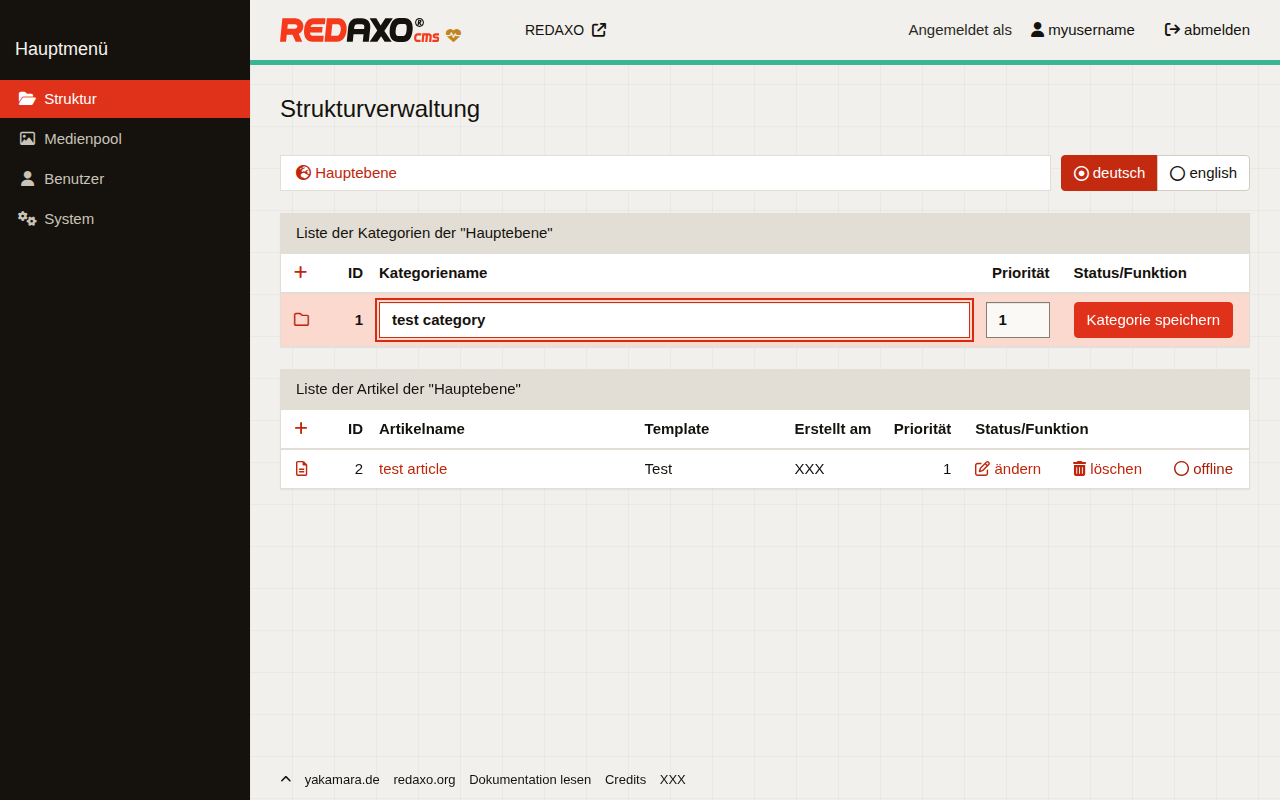 Hauptmenü
Struktur
Medienpool
Benutzer
System
REDAXO® cms
REDAXO
Angemeldet als myusername abmelden
Strukturverwaltung
Hauptebene
deutsch english
Liste der Kategorien der "Hauptebene"
ID Kategoriename Priorität Status/Funktion
1 test category 1 Kategorie speichern
Liste der Artikel der "Hauptebene"
ID Artikelname Template Erstellt am Priorität Status/Funktion
2 test article Test XXX 1 ändern löschen offline
yakamara.de redaxo.org Dokumentation lesen Credits XXX